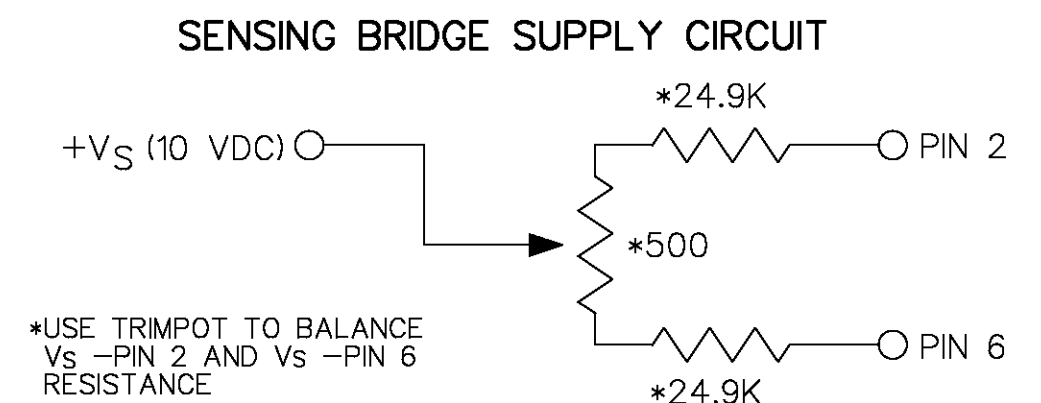 SENSING BRIDGE SUPPLY CIRCUIT
*24.9K
+VS (10 VDC)
PIN 2
*500
*USE TRIMPOT TO BALANCE
Vs -PIN 2 AND Vs -PIN 6
RESISTANCE
PIN 6
*24.9K